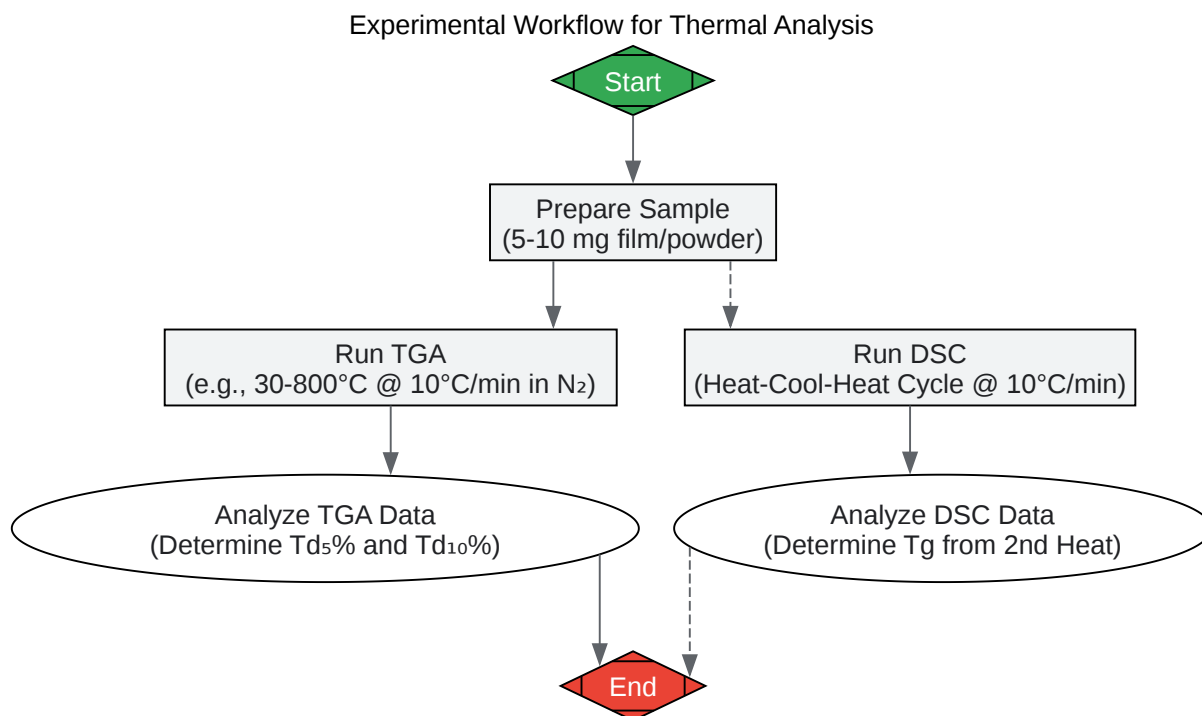 Experimental Workflow for Thermal Analysis
Start
Prepare Sample
(5-10 mg film/powder)
Run TGA
(e.g., 30-800°C @ 10°C/min in N₂)
Run DSC
(Heat-Cool-Heat Cycle @ 10°C/min)
Analyze TGA Data
(Determine Td₅% and Td₁₀%)
Analyze DSC Data
(Determine Tg from 2nd Heat)
End